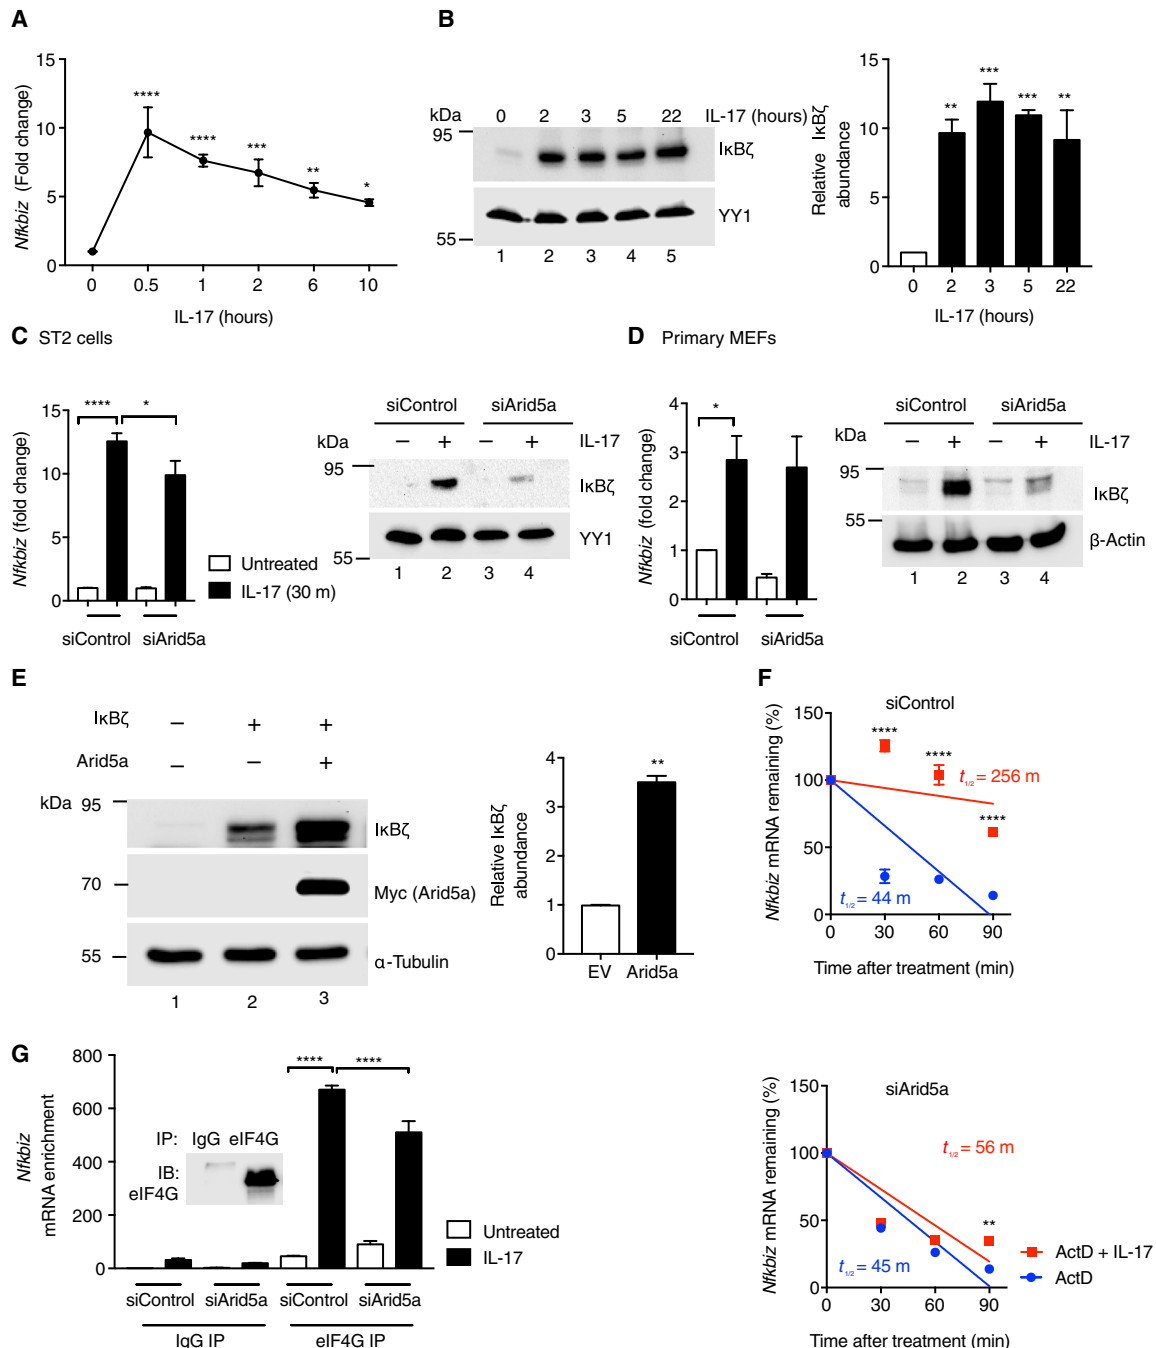 A
15
10
5
0
Nfkbiz (Fold change)
****
****
***
**
*
0 0.5 1 2 6 10
IL-17 (hours)
B
kDa
0 2 3 5 22 IL-17 (hours)
95
IκBζ
YY1
55
1 2 3 4 5
15
10
5
0
Relative IκBζ
abundance
**
***
***
**
0 2 3 5 22
IL-17 (hours)
C ST2 cells
15
10
5
0
Nfkbiz (fold change)
****
*
siControl siArid5a
Untreated
IL-17 (30 m)
siControl siArid5a
kDa
− + − + IL-17
95
IκBζ
YY1
55
1 2 3 4
D Primary MEFs
4
3
2
1
0
Nfkbiz (fold change)
*
siControl siArid5a
siControl siArid5a
kDa
− + − + IL-17
95
IκBζ
55
β-Actin
1 2 3 4
E
IκBζ − + +
Arid5a − − +
kDa 95
IκBζ
70
Myc (Arid5a)
55
α-Tubulin
1 2 3
4
3
2
1
0
Relative IκBζ
abundance
**
EV Arid5a
F
siControl
150
100
50
0
Nfkbiz mRNA remaining (%)
****
****
****
t1/2 = 256 m
t1/2 = 44 m
0 30 60 90
Time after treatment (min)
siArid5a
150
100
50
0
Nfkbiz mRNA remaining (%)
t1/2 = 56 m
**
t1/2 = 45 m
0 30 60 90
Time after treatment (min)
ActD + IL-17
ActD
G
800
600
400
200
0
Nfkbiz
mRNA enrichment
IP: IgG eIF4G
IB:
eIF4G
****
****
Untreated
IL-17
siControl siArid5a siControl siArid5a
IgG IP eIF4G IP